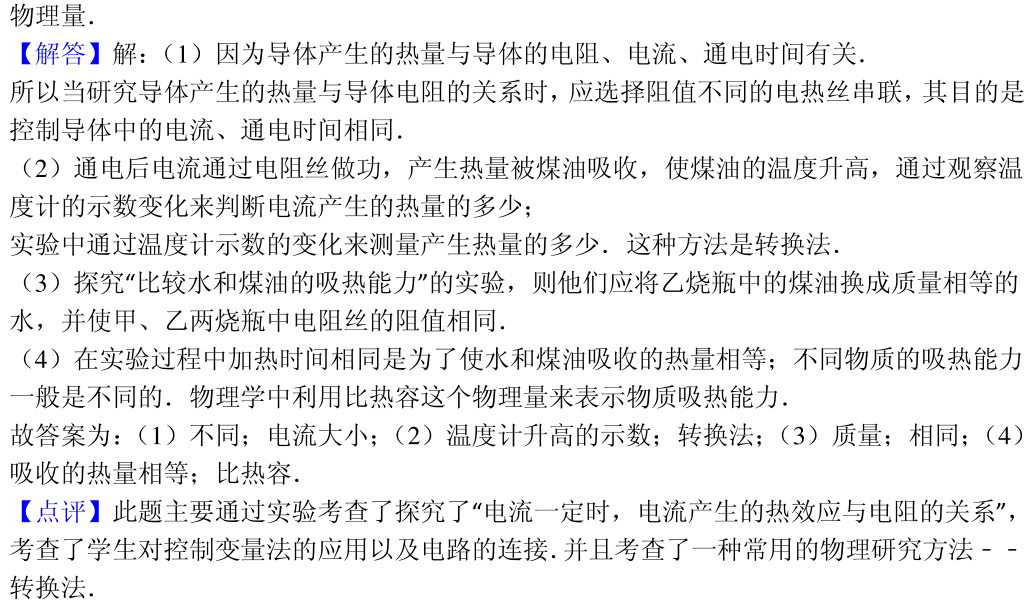 物理量．
【解答】解：（1）因为导体产生的热量与导体的电阻、电流、通电时间有关．
所以当研究导体产生的热量与导体电阻的关系时，应选择阻值不同的电热丝串联，其目的是
控制导体中的电流、通电时间相同．
（2）通电后电流通过电阻丝做功，产生热量被煤油吸收，使煤油的温度升高，通过观察温
度计的示数变化来判断电流产生的热量的多少；
实验中通过温度计示数的变化来测量产生热量的多少．这种方法是转换法．
（3）探究“比较水和煤油的吸热能力”的实验，则他们应将乙烧瓶中的煤油换成质量相等的
水，并使甲、乙两烧瓶中电阻丝的阻值相同．
（4）在实验过程中加热时间相同是为了使水和煤油吸收的热量相等；不同物质的吸热能力
一般是不同的．物理学中利用比热容这个物理量来表示物质吸热能力．
故答案为：（1）不同；电流大小；（2）温度计升高的示数；转换法；（3）质量；相同；（4）
吸收的热量相等；比热容．
【点评】此题主要通过实验考查了探究了“电流一定时，电流产生的热效应与电阻的关系”，
考查了学生对控制变量法的应用以及电路的连接．并且考查了一种常用的物理研究方法﹣﹣
转换法．